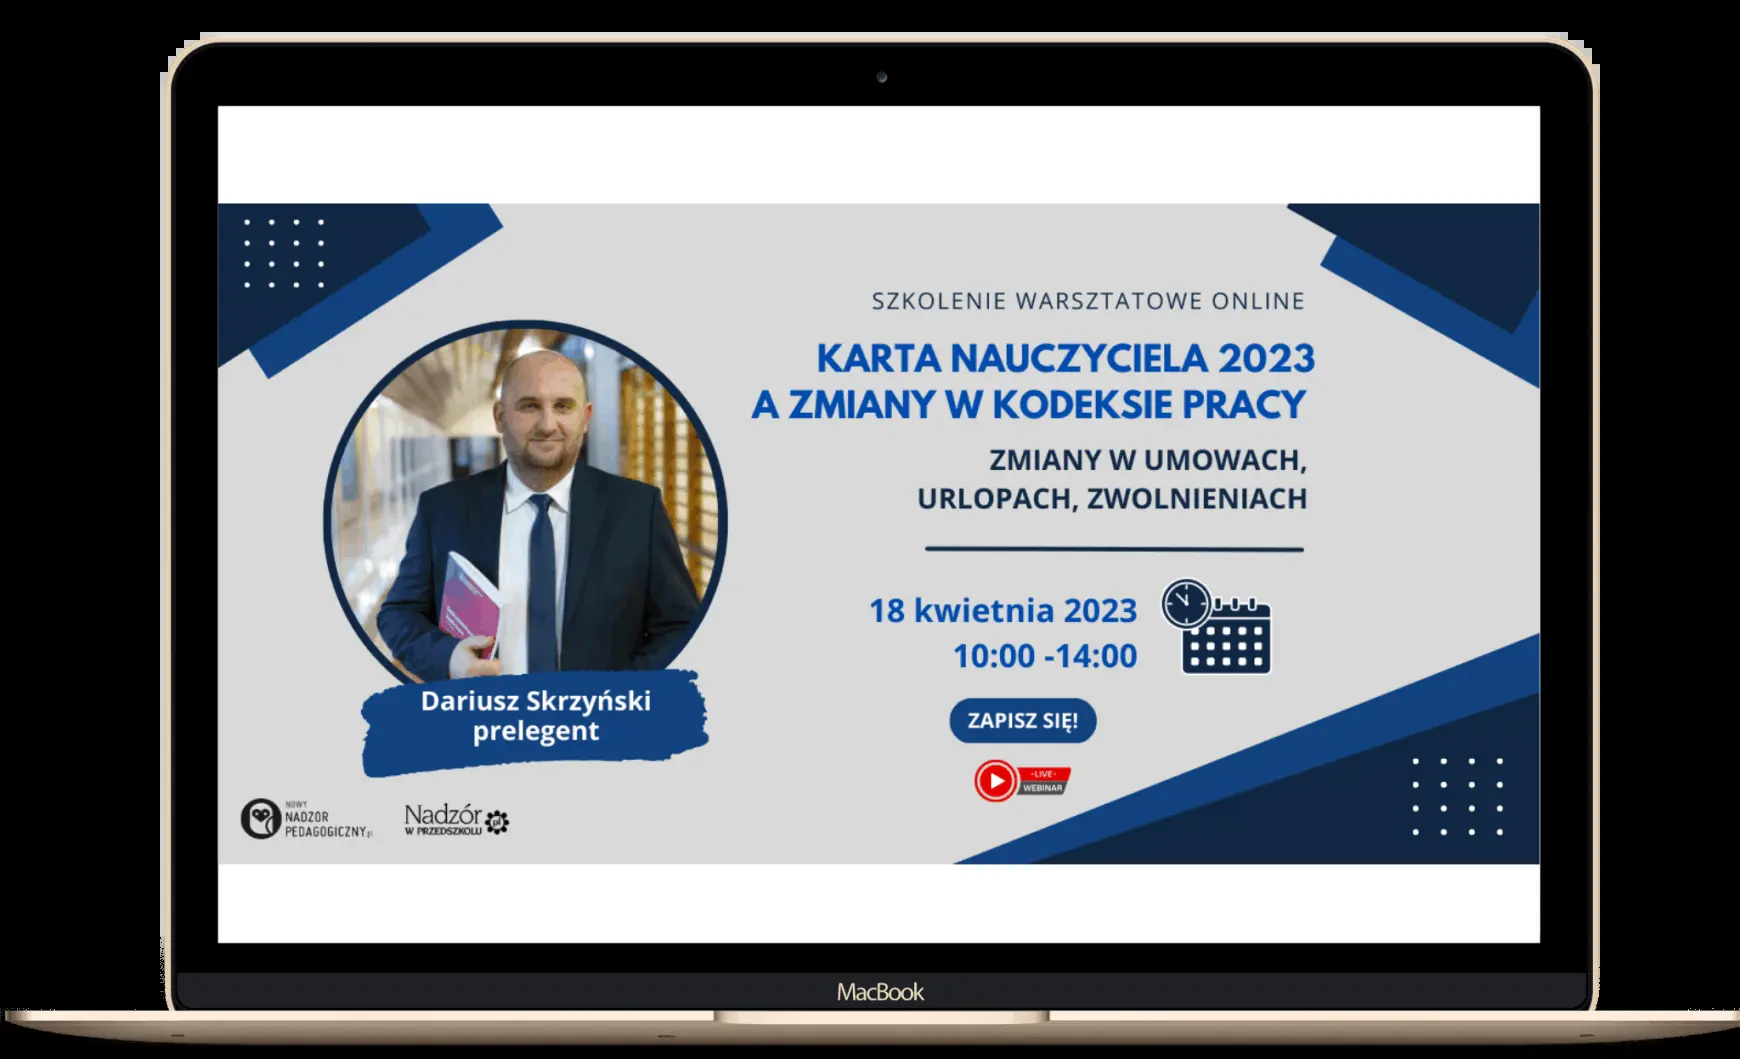 SZKOLENIE WARSZTATOWE ONLINE
KARTA NAUCZYCIELA 2023
A ZMIANY W KODEKSIE PRACY
ZMIANY W UMOWACH,
URLOPACH, ZWOLNIENIACH
18 kwietnia 2023
10:00 -14:00
ZAPISZ SIĘ!
·LIVE·
WEBINAR
Dariusz Skrzyński
prelegent
NOWY
NADZÓR
PEDAGOGICZNY.pl
Nadzór
W PRZEDSZKOLU
pl
MacBook